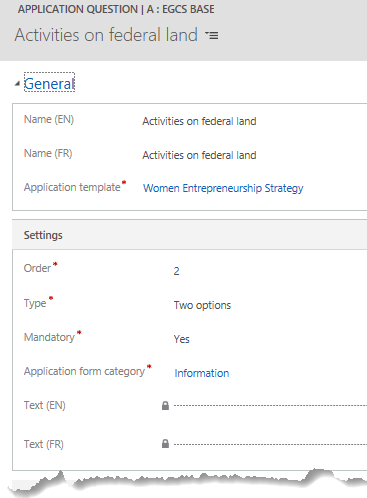 APPLICATION QUESTION | A : EGCS BASE
Activities on federal land
General
Name (EN) Activities on federal land
Name (FR) Activities on federal land
Application template* Women Entrepreneurship Strategy
Settings
Order* 2
Type* Two options
Mandatory* Yes
Application form category* Information
Text (EN)
Text (FR)